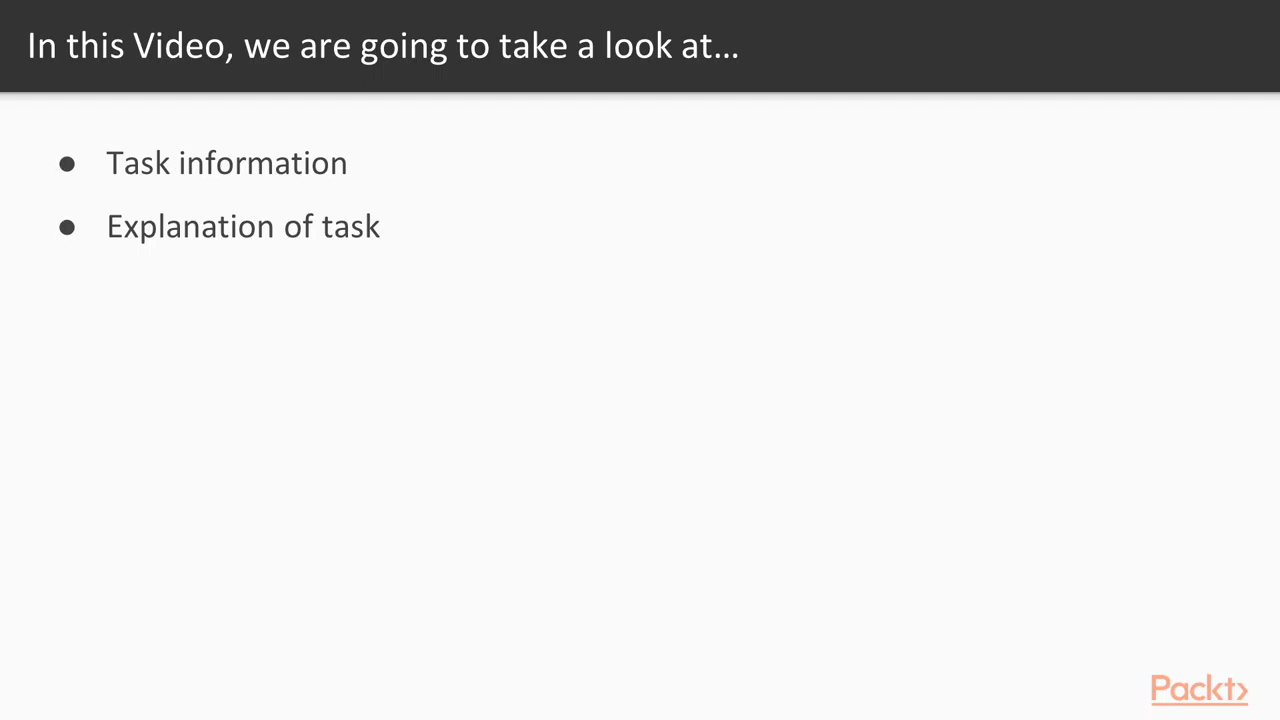 In this Video, we are going to take a look at...
● Task information
● Explanation of task
Packt›